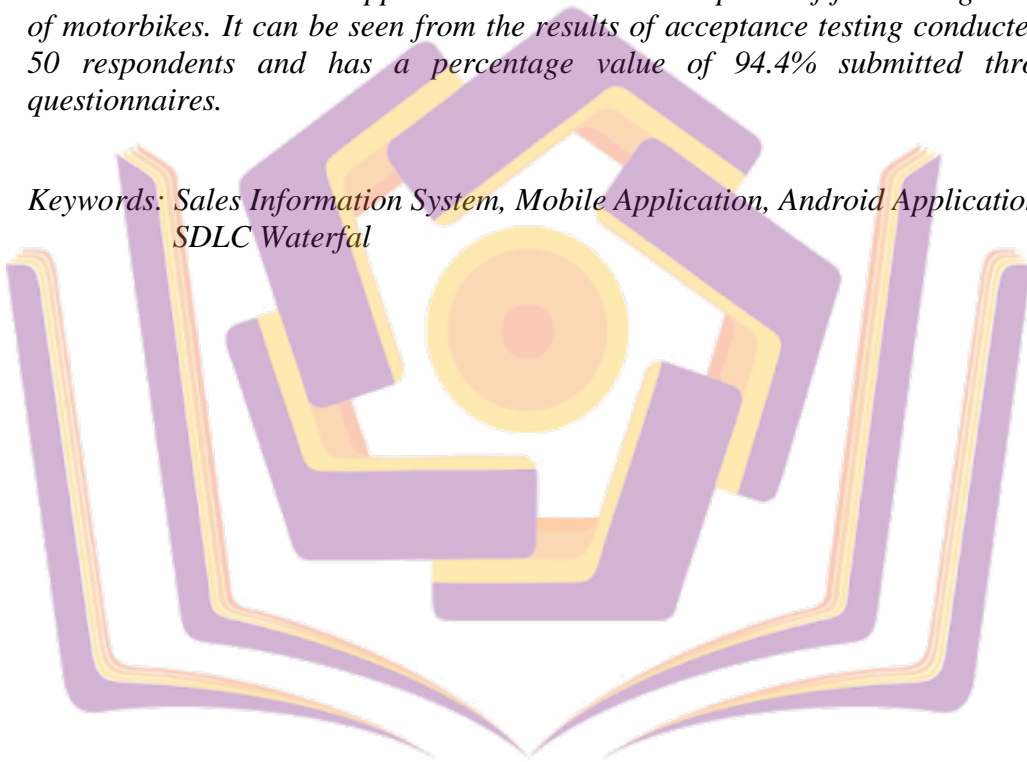 of motorbikes. It can be seen from the results of acceptance testing conducte
50 respondents and has a percentage value of 94.4% submitted thr
questionnaires.
Keywords: Sales Information System, Mobile Application, Android Application
SDLC Waterfal